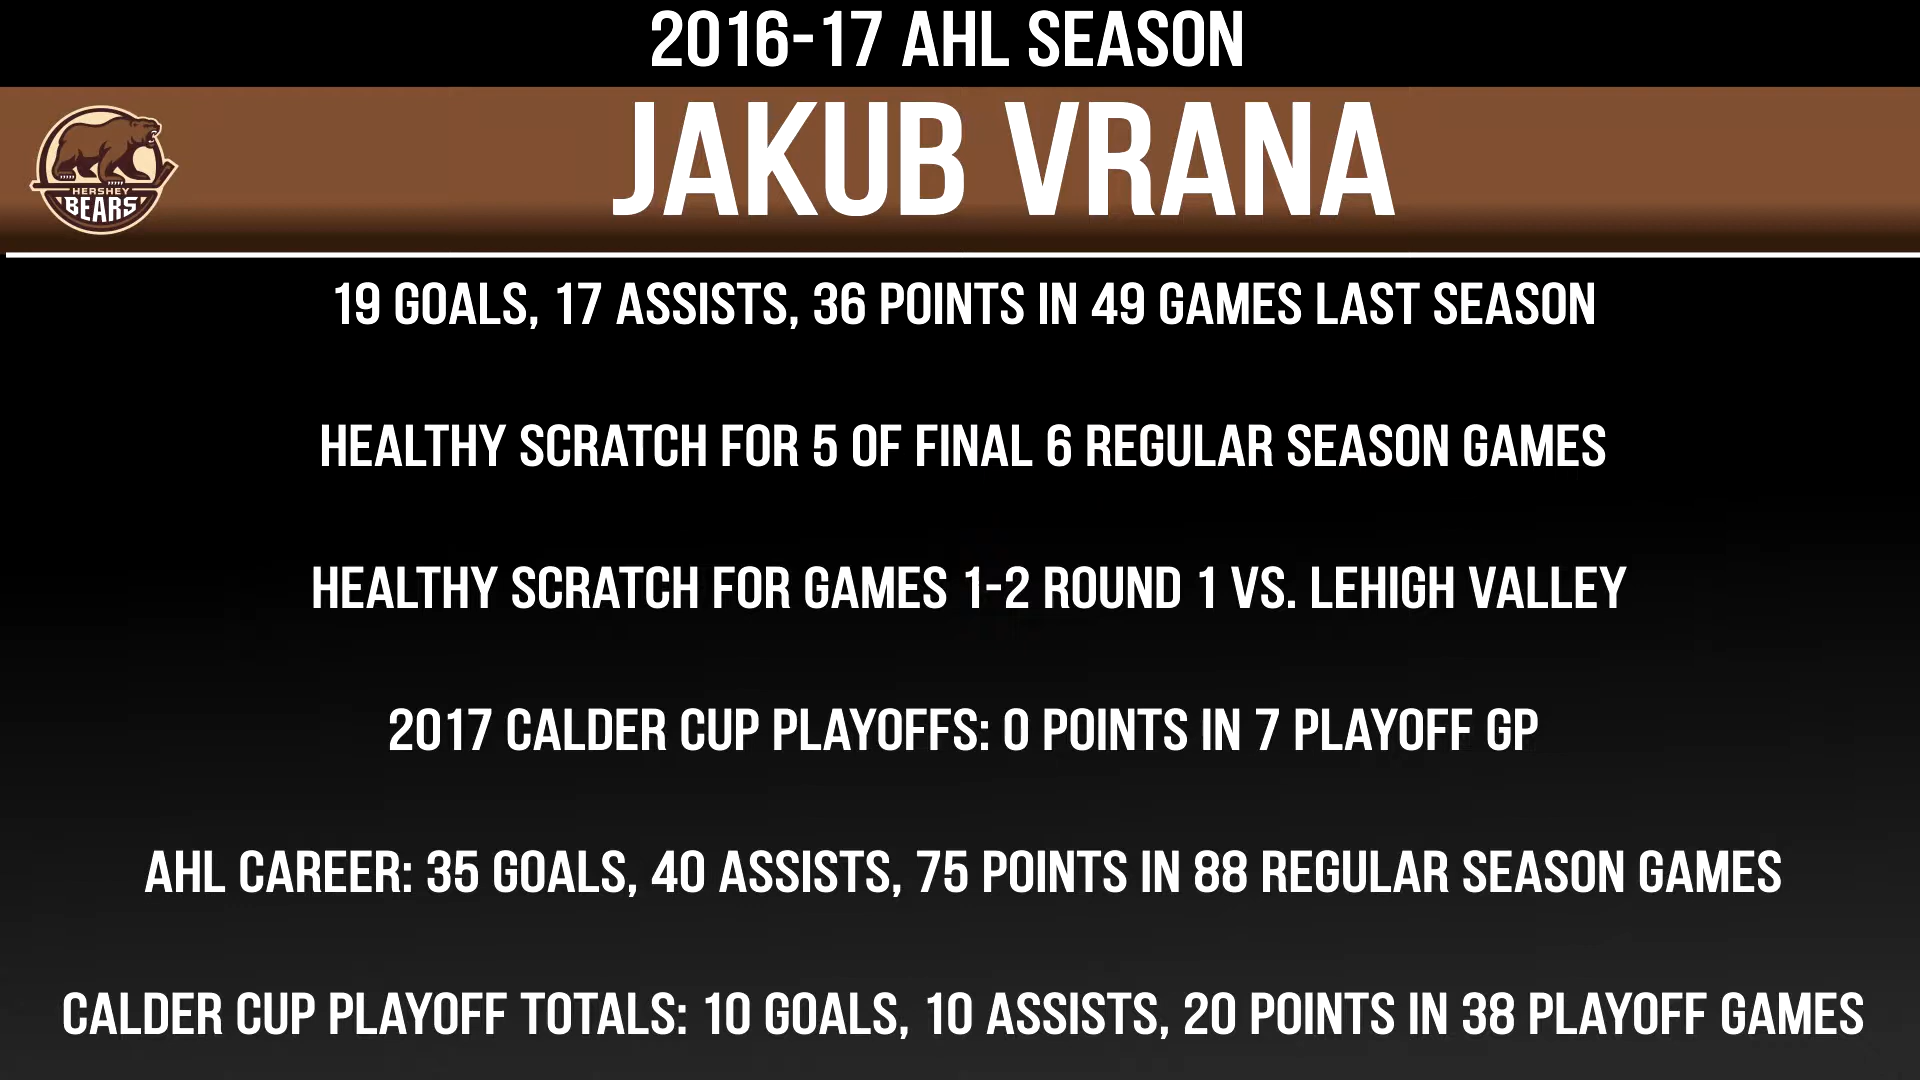 2016-17 AHL SEASON
JAKUB VRANA
HERSHEY
BEARS
19 GOALS, 17 ASSISTS, 36 POINTS IN 49 GAMES LAST SEASON
HEALTHY SCRATCH FOR 5 OF FINAL 6 REGULAR SEASON GAMES
HEALTHY SCRATCH FOR GAMES 1-2 ROUND 1 VS. LEHIGH VALLEY
2017 CALDER CUP PLAYOFFS: 0 POINTS IN 7 PLAYOFF GP
AHL CAREER: 35 GOALS, 40 ASSISTS, 75 POINTS IN 88 REGULAR SEASON GAMES
CALDER CUP PLAYOFF TOTALS: 10 GOALS, 10 ASSISTS, 20 POINTS IN 38 PLAYOFF GAMES